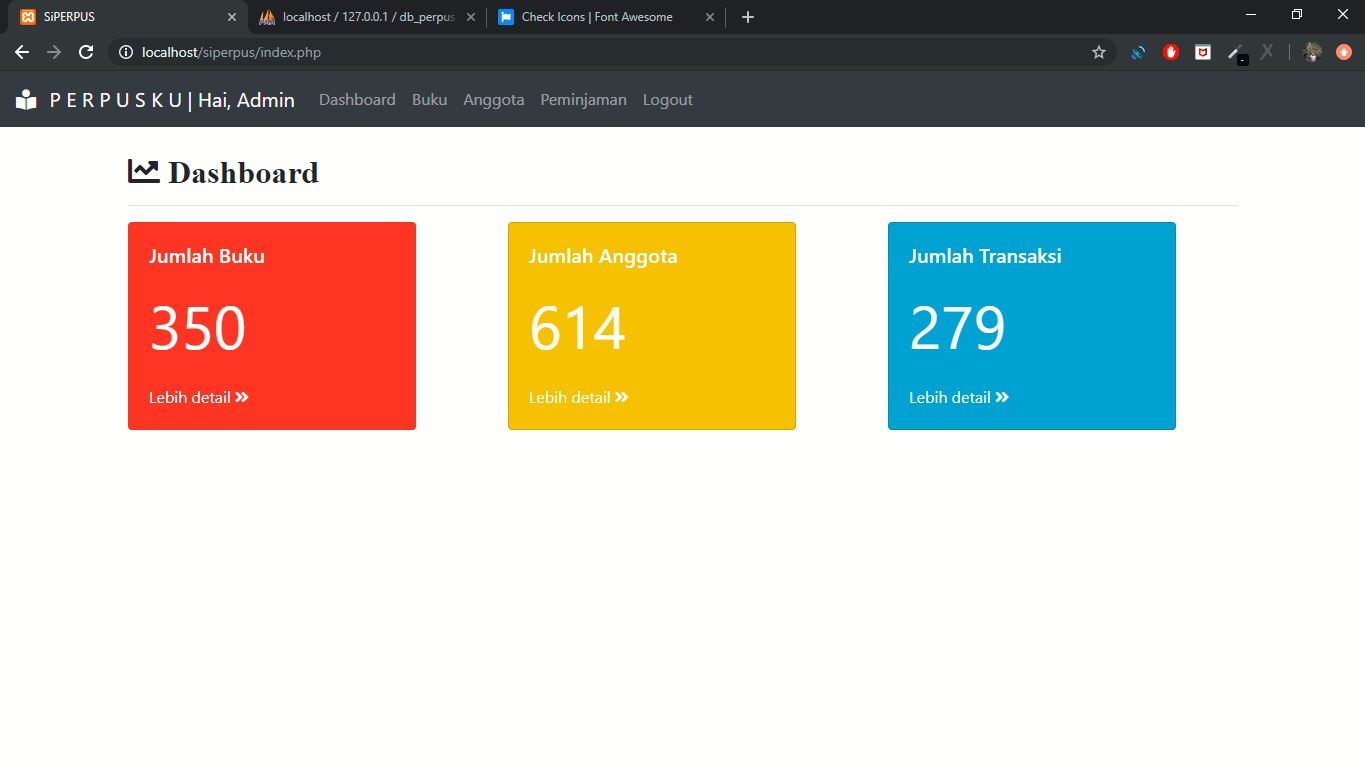 SiPERPUS
localhost / 127.0.0.1 / db_perpus
Check Icons | Font Awesome
localhost/siperpus/index.php
P E R P U S K U | Hai, Admin
Dashboard
Buku
Anggota
Peminjaman
Logout
Dashboard
Jumlah Buku
350
Lebih detail
Jumlah Anggota
614
Lebih detail
Jumlah Transaksi
279
Lebih detail